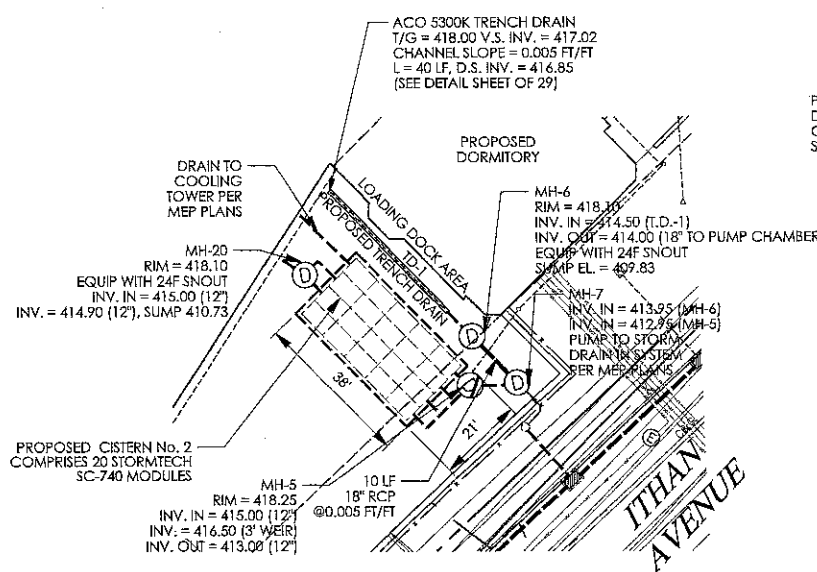 ACO 5300K TRENCH DRAIN
T/G = 418.00 V.S. INV. = 417.02
CHANNEL SLOPE = 0.005 FT/FT
L = 40 LF, D.S. INV. = 416.85
(SEE DETAIL SHEET OF 29)
PROPOSED
DORMITORY
DRAIN TO
COOLING
TOWER PER
MEP PLANS
LOADING DOCK AREA
TD-1
PROPOSED TRENCH DRAIN
MH-6
RIM = 418.10
INV. IN = 414.50 (T.D.-1)
INV. OUT = 414.00 (18" TO PUMP CHAMBER
EQUIP WITH 24F SNOUT
SUMP EL. = 409.83
MH-20
RIM = 418.10
EQUIP WITH 24F SNOUT
INV. IN = 415.00 (12")
INV. = 414.90 (12"), SUMP 410.73
D
D
D
MH-7
INV. IN = 413.95 (MH-6)
INV. IN = 412.95 (MH-5)
PUMP TO STORM
DRAIN IN SYSTEM
PER MEP PLANS
38'
21'
E
PROPOSED CISTERN No. 2
COMPRISES 20 STORMTECH
SC-740 MODULES
MH-5
RIM = 418.25
INV. IN = 415.00 (12")
INV. = 416.50 (3' WEIR)
INV. OUT = 413.00 (12")
10 LF
18" RCP
@0.005 FT/FT
ITHAN
AVENUE
P
D
C
S